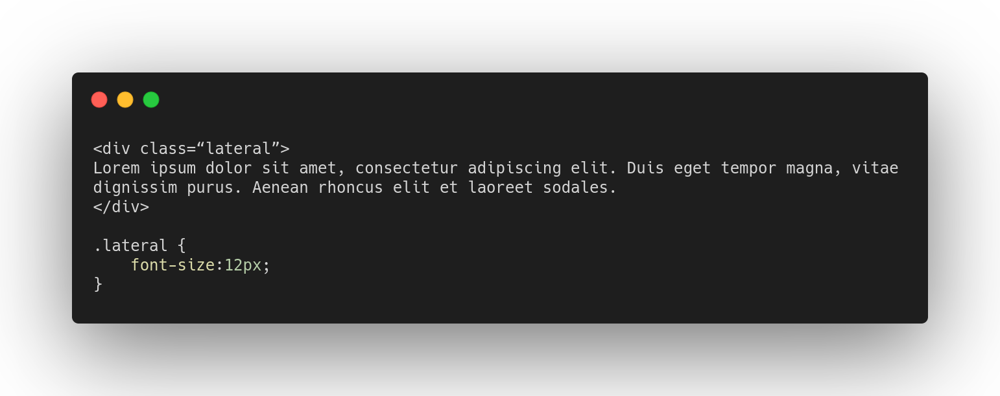 <div class=“lateral”>
Lorem ipsum dolor sit amet, consectetur adipiscing elit. Duis eget tempor magna, vitae
dignissim purus. Aenean rhoncus elit et laoreet sodales.
</div>

.lateral {
    font-size:12px;
}